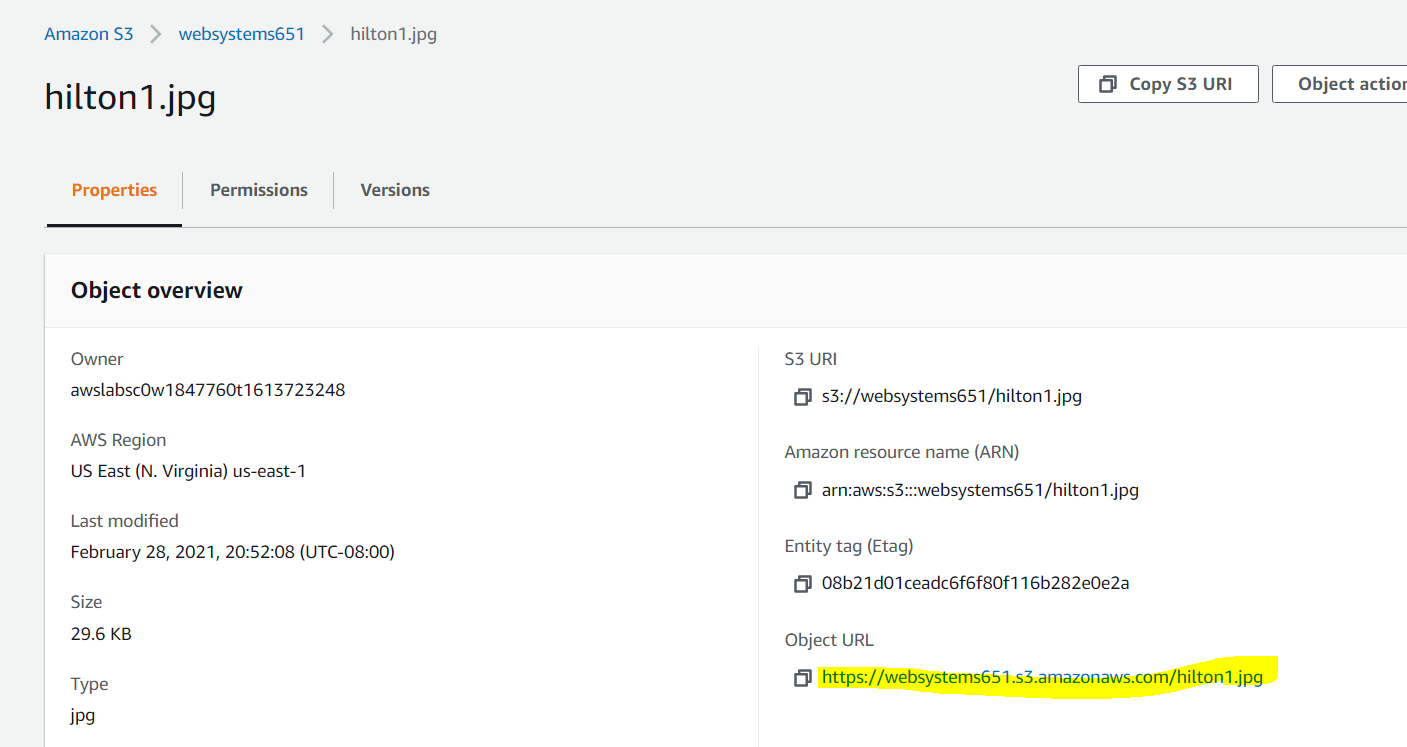 Amazon S3 > websystems651 > hilton1.jpg
hilton1.jpg
Copy S3 URI
Object action
Properties
Permissions
Versions
Object overview
Owner
awslabsc0w1847760t1613723248
AWS Region
US East (N. Virginia) us-east-1
Last modified
February 28, 2021, 20:52:08 (UTC-08:00)
Size
29.6 KB
Type
jpg
S3 URI
s3://websystems651/hilton1.jpg
Amazon resource name (ARN)
arn:aws:s3:::websystems651/hilton1.jpg
Entity tag (Etag)
08b21d01ceadc6f6f80f116b282e0e2a
Object URL
https://websystems651.s3.amazonaws.com/hilton1.jpg